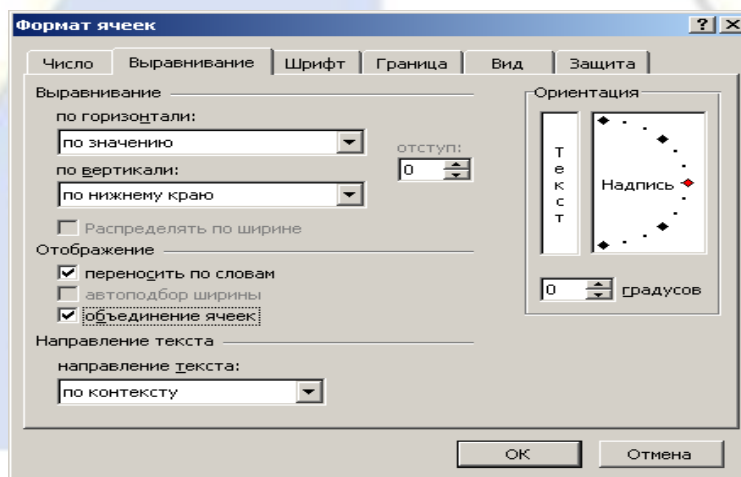 Формат ячеек
Число Выравнивание Шрифт Граница Вид Защита
Выравнивание
по горизонтали:
по значению
отступ:
0
по вертикали:
по нижнему краю
Распределять по ширине
Отображение
переносить по словам
автоподбор ширины
объединение ячеек
Направление текста
направление текста:
по контексту
Ориентация
Текст
Надпись
0 градусов
ОК Отмена